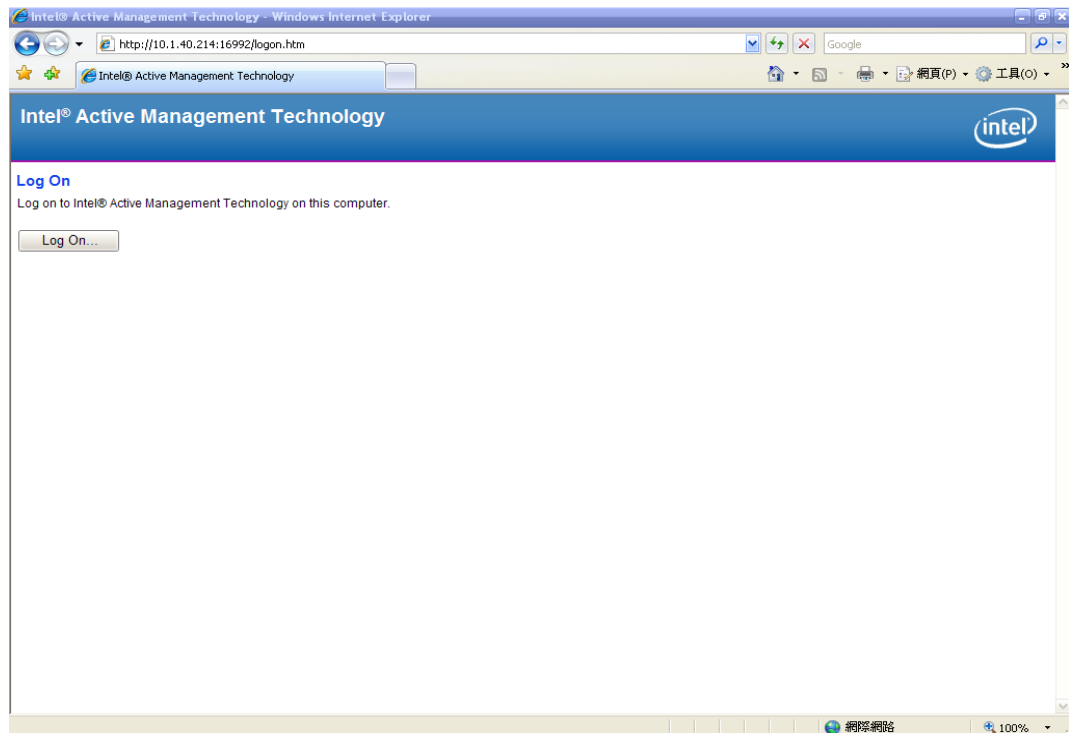 Intel® Active Management Technology - Windows Internet Explorer
http://10.1.40.214:16992/logon.htm
Google
Intel® Active Management Technology
網頁(P)
工具(O)
»
Intel® Active Management Technology
intel
Log On
Log on to Intel® Active Management Technology on this computer.
Log On...
網際網路
100%